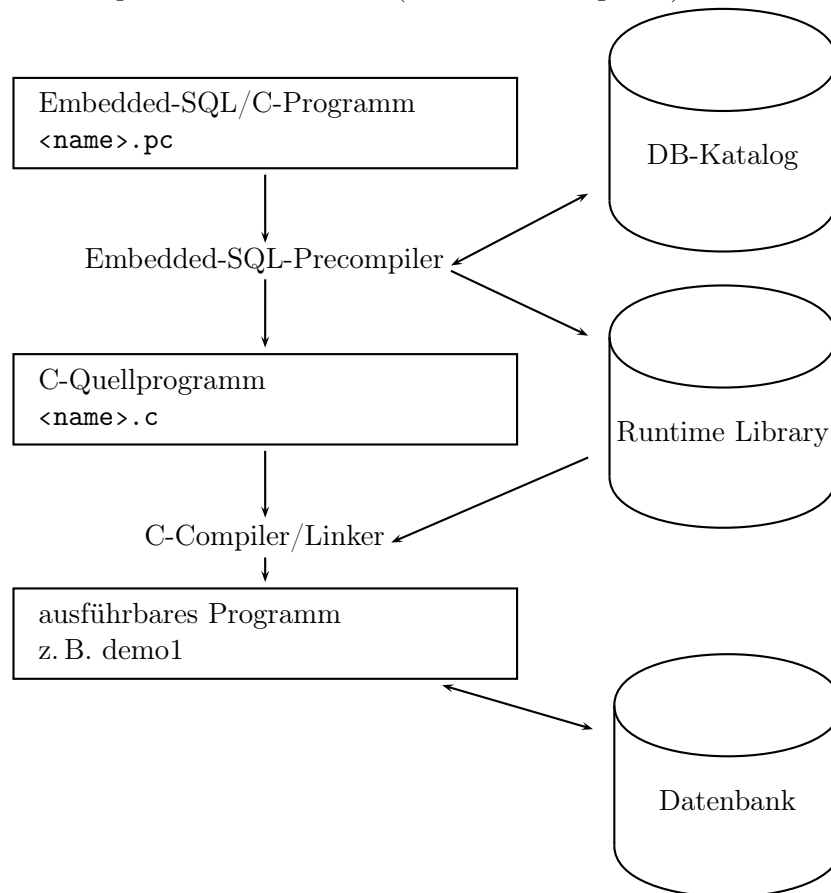 Embedded-SQL/C-Programm
<name>.pc
DB-Katalog
Embedded-SQL-Precompiler
C-Quellprogramm
<name>.c
Runtime Library
C-Compiler/Linker
ausführbares Programm
z. B. demo1
Datenbank